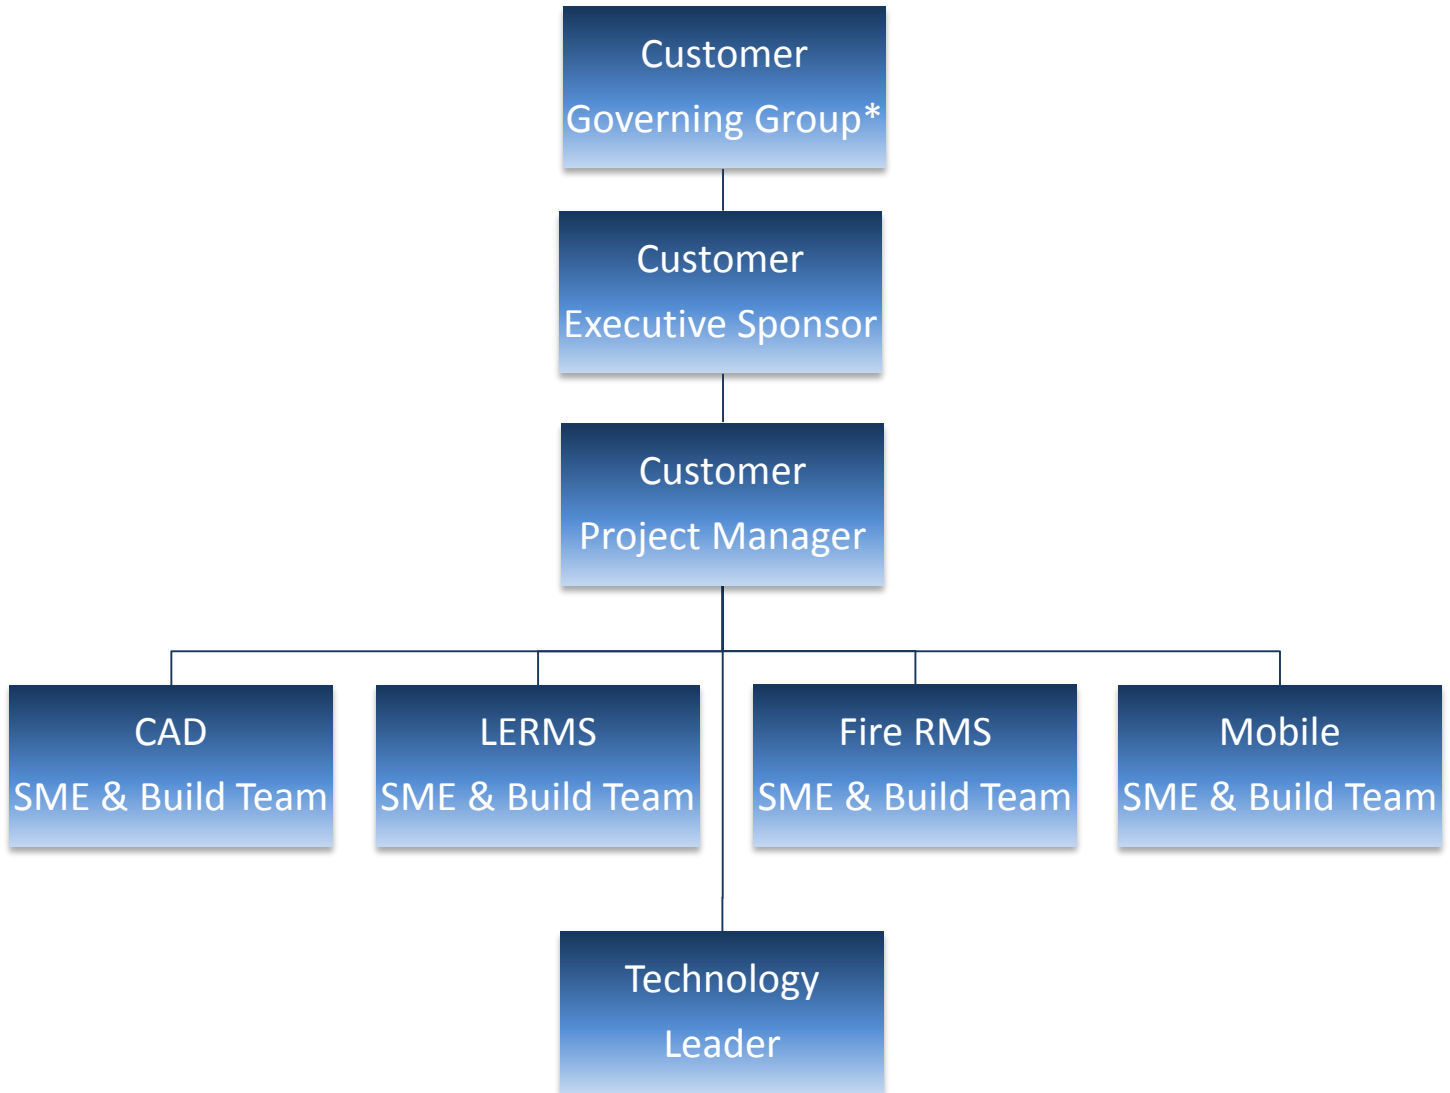 Customer
Governing Group*
Customer
Executive Sponsor
Customer
Project Manager
CAD
SME & Build Team
LERMS
SME & Build Team
Fire RMS
SME & Build Team
Mobile
SME & Build Team
Technology
Leader